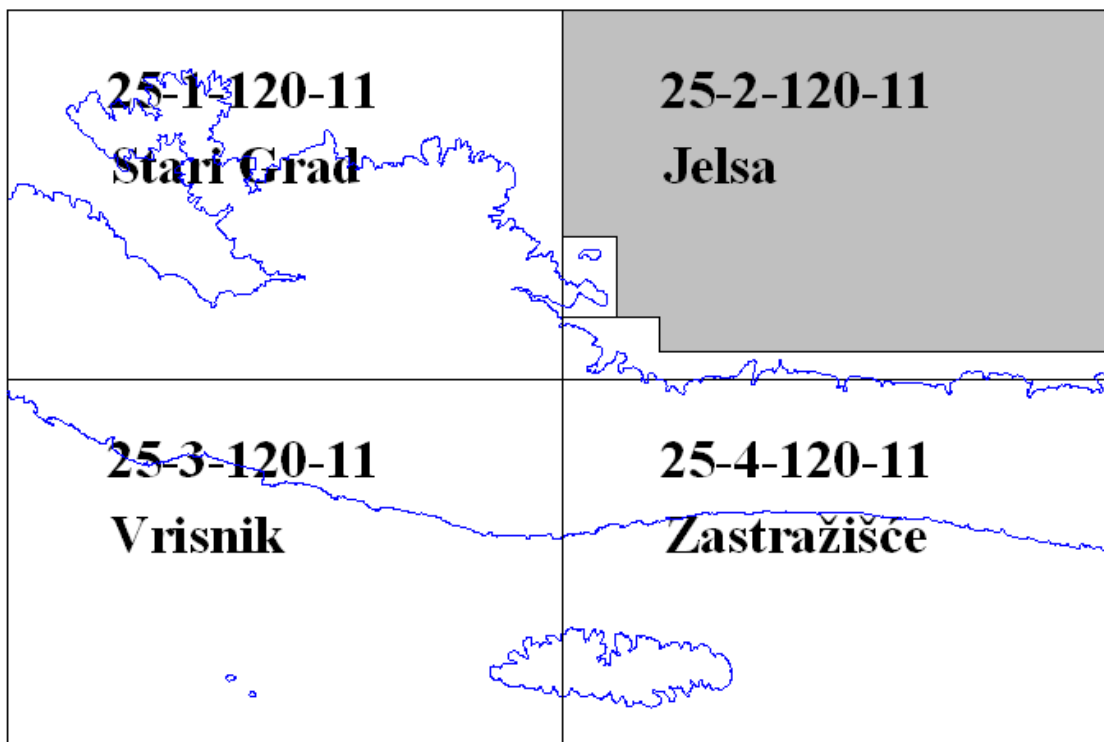 25-1-120-11
Stari Grad
25-2-120-11
Jelsa
25-3-120-11
Vrisnik
25-4-120-11
Zastražišće